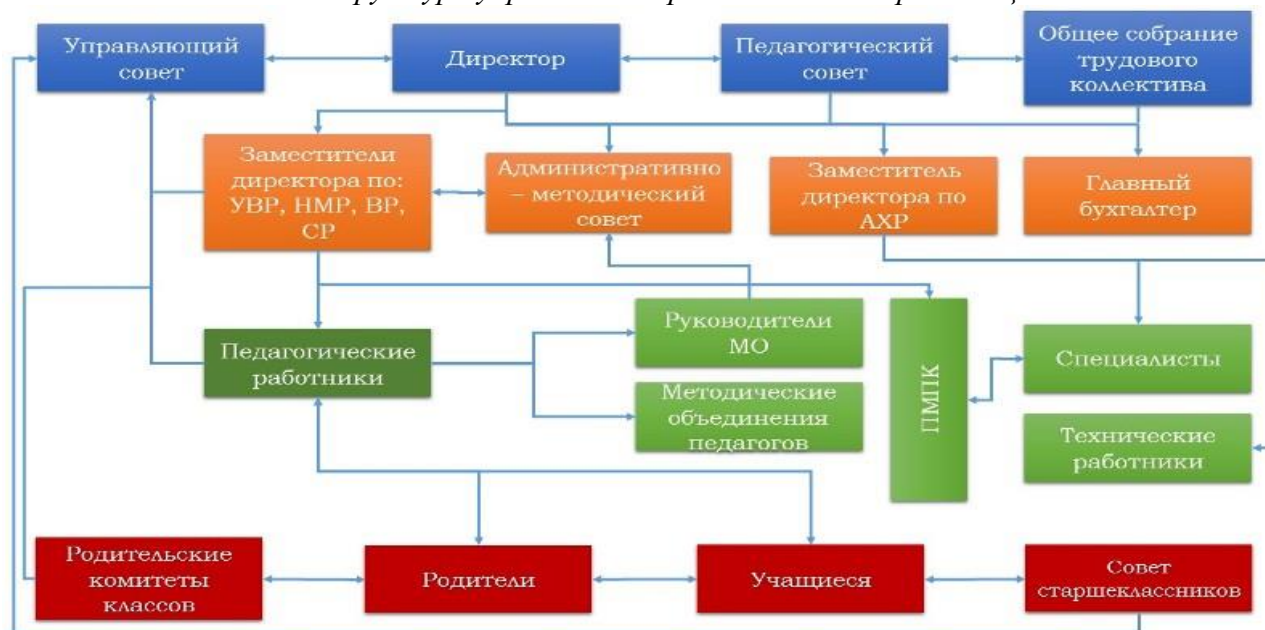 Управляющий
совет
Директор
Педагогический
совет
Общее собрание
трудового
коллектива
Заместители
директора по:
УВР, НМР, ВР,
СР
Административно
– методический
совет
Заместитель
директора по
АХР
Главный
бухгалтер
Педагогические
работники
Руководители
МО
Методические
объединения
педагогов
ПМПК
Специалисты
Технические
работники
Родительские
комитеты
классов
Родители
Учащиеся
Совет
старшеклассников